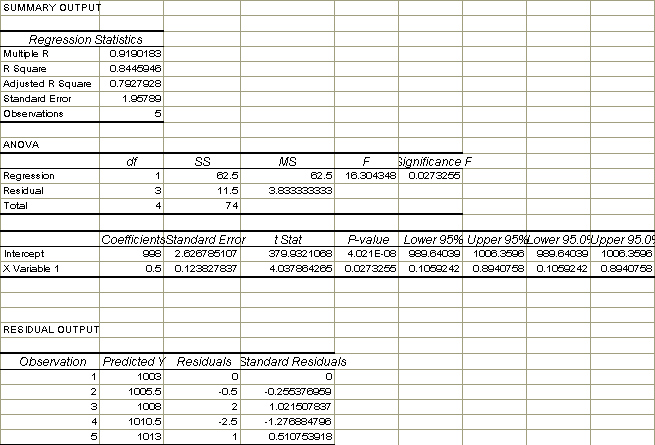 SUMMARY OUTPUT
Regression Statistics
Multiple R 0.9190183
R Square 0.8445946
Adjusted R Square 0.7927928
Standard Error 1.95789
Observations 5
ANOVA
df SS MS F Significance F
Regression 1 62.5 62.5 16.304348 0.0273255
Residual 3 11.5 3.833333333
Total 4 74
Coefficients Standard Error t Stat P-value Lower 95% Upper 95% Lower 95.0% Upper 95.0%
Intercept 998 2.626785107 379.9321068 4.021E-08 989.64039 1006.3596 989.64039 1006.3596
X Variable 1 0.5 0.123827837 4.037864265 0.0273255 0.1059242 0.8940758 0.1059242 0.8940758
RESIDUAL OUTPUT
Observation Predicted Y Residuals Standard Residuals
1 1003 0 0
2 1005.5 -0.5 -0.255376959
3 1008 2 1.021507837
4 1010.5 -2.5 -1.276884796
5 1013 1 0.510753918